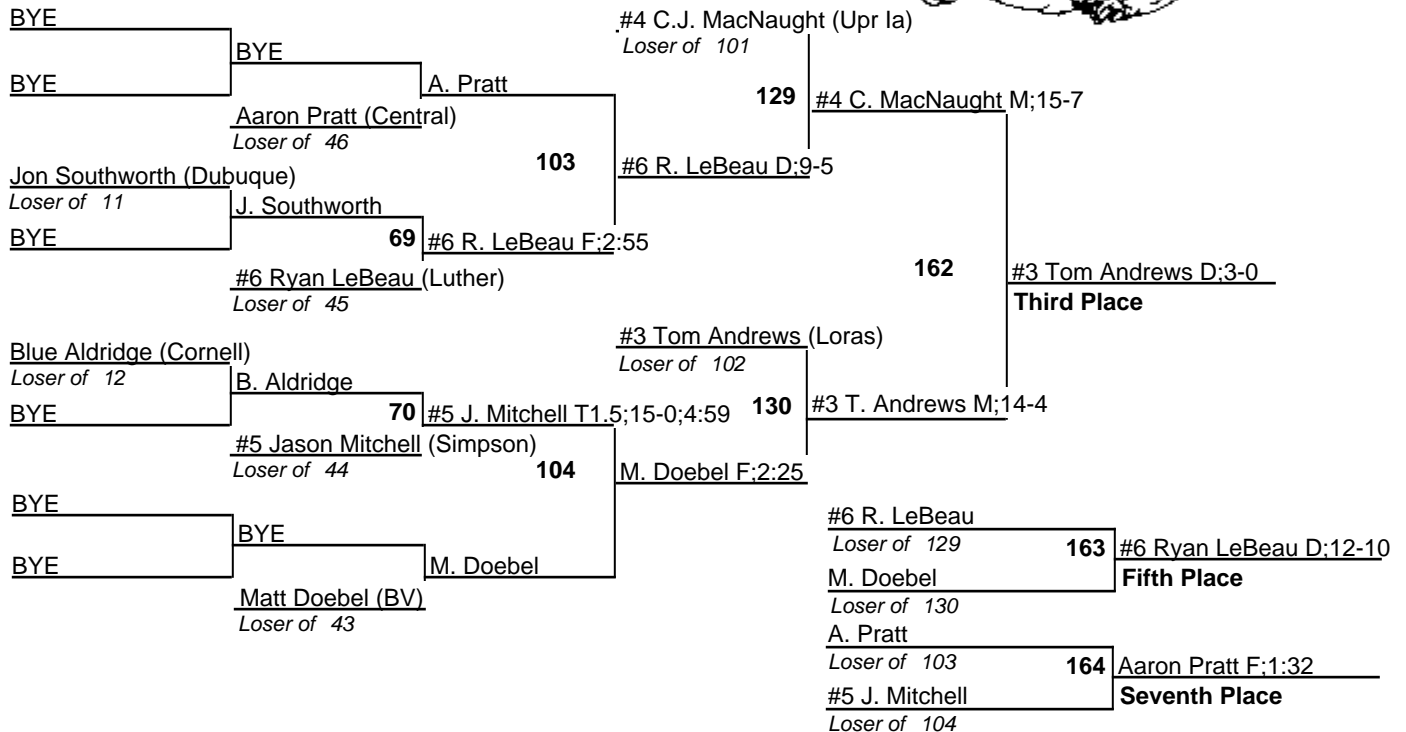 BYE
#4 C.J. MacNaught (Upr Ia)
Loser of 101
BYE
BYE
A. Pratt
129
#4 C. MacNaught M;15-7
Aaron Pratt (Central)
Loser of 46
103
#6 R. LeBeau D;9-5
Jon Southworth (Dubuque)
Loser of 11
J. Southworth
BYE
69
#6 R. LeBeau F;2:55
162
#3 Tom Andrews D;3-0
Third Place
#6 Ryan LeBeau (Luther)
Loser of 45
#3 Tom Andrews (Loras)
Loser of 102
Blue Aldridge (Cornell)
Loser of 12
B. Aldridge
BYE
70
#5 J. Mitchell T1.5;15-0;4:59
130
#3 T. Andrews M;14-4
#5 Jason Mitchell (Simpson)
Loser of 44
104
M. Doebel F;2:25
BYE
BYE
BYE
M. Doebel
Matt Doebel (BV)
Loser of 43
#6 R. LeBeau
Loser of 129
163
#6 Ryan LeBeau D;12-10
Fifth Place
M. Doebel
Loser of 130
A. Pratt
Loser of 103
164
Aaron Pratt F;1:32
Seventh Place
#5 J. Mitchell
Loser of 104